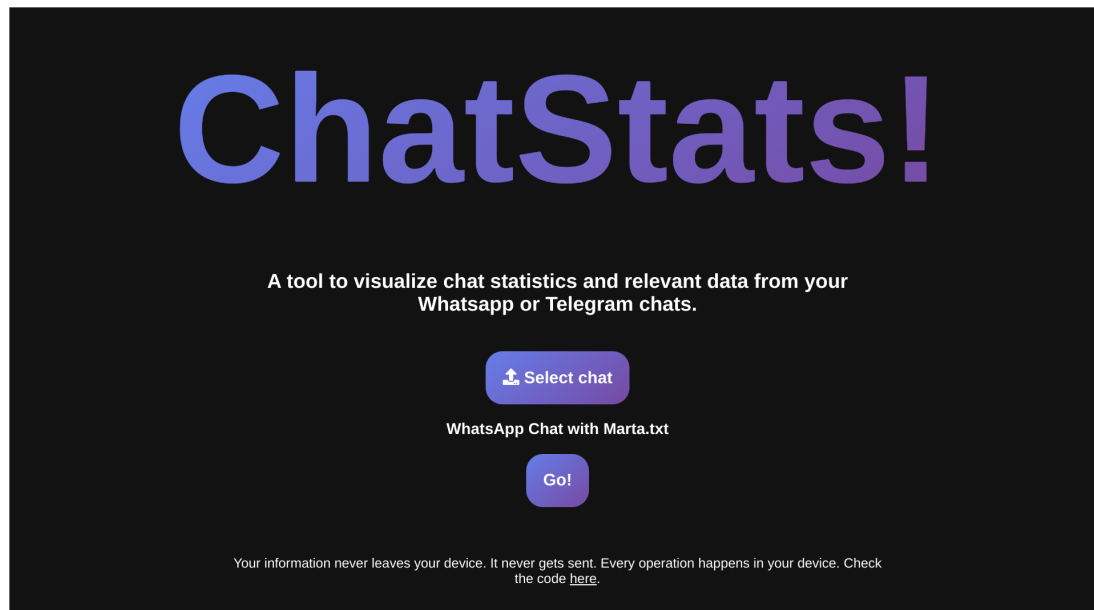 ChatStats!
A tool to visualize chat statistics and relevant data from your
Whatsapp or Telegram chats.
Select chat
WhatsApp Chat with Marta.txt
Go!
Your information never leaves your device. It never gets sent. Every operation happens in your device. Check
the code here.